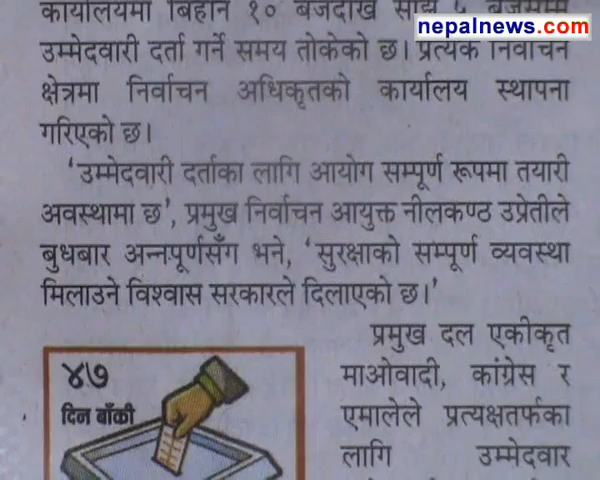 nepalnews.com
कार्यालयमा बिहान १० बजेदेखि साँझ ५ बजेसम्म
उम्मेदवारी दर्ता गर्ने समय तोकेको छ। प्रत्येक निर्वाचन
क्षेत्रमा निर्वाचन अधिकृतको कार्यालय स्थापना
गरिएको छ।
‘उम्मेदवारी दर्ताका लागि आयोग सम्पूर्ण रूपमा तयारी
अवस्थामा छ’, प्रमुख निर्वाचन आयुक्त नीलकण्ठ उप्रेतीले
बुधबार अन्नपूर्णसँग भने, ‘सुरक्षाको सम्पूर्ण व्यवस्था
मिलाउने विश्वास सरकारले दिलाएको छ।’
४७
दिन बाँकी
प्रमुख दल एकीकृत
माओवादी, कांग्रेस र
एमालेले प्रत्यक्षतर्फका
लागि उम्मेदवार